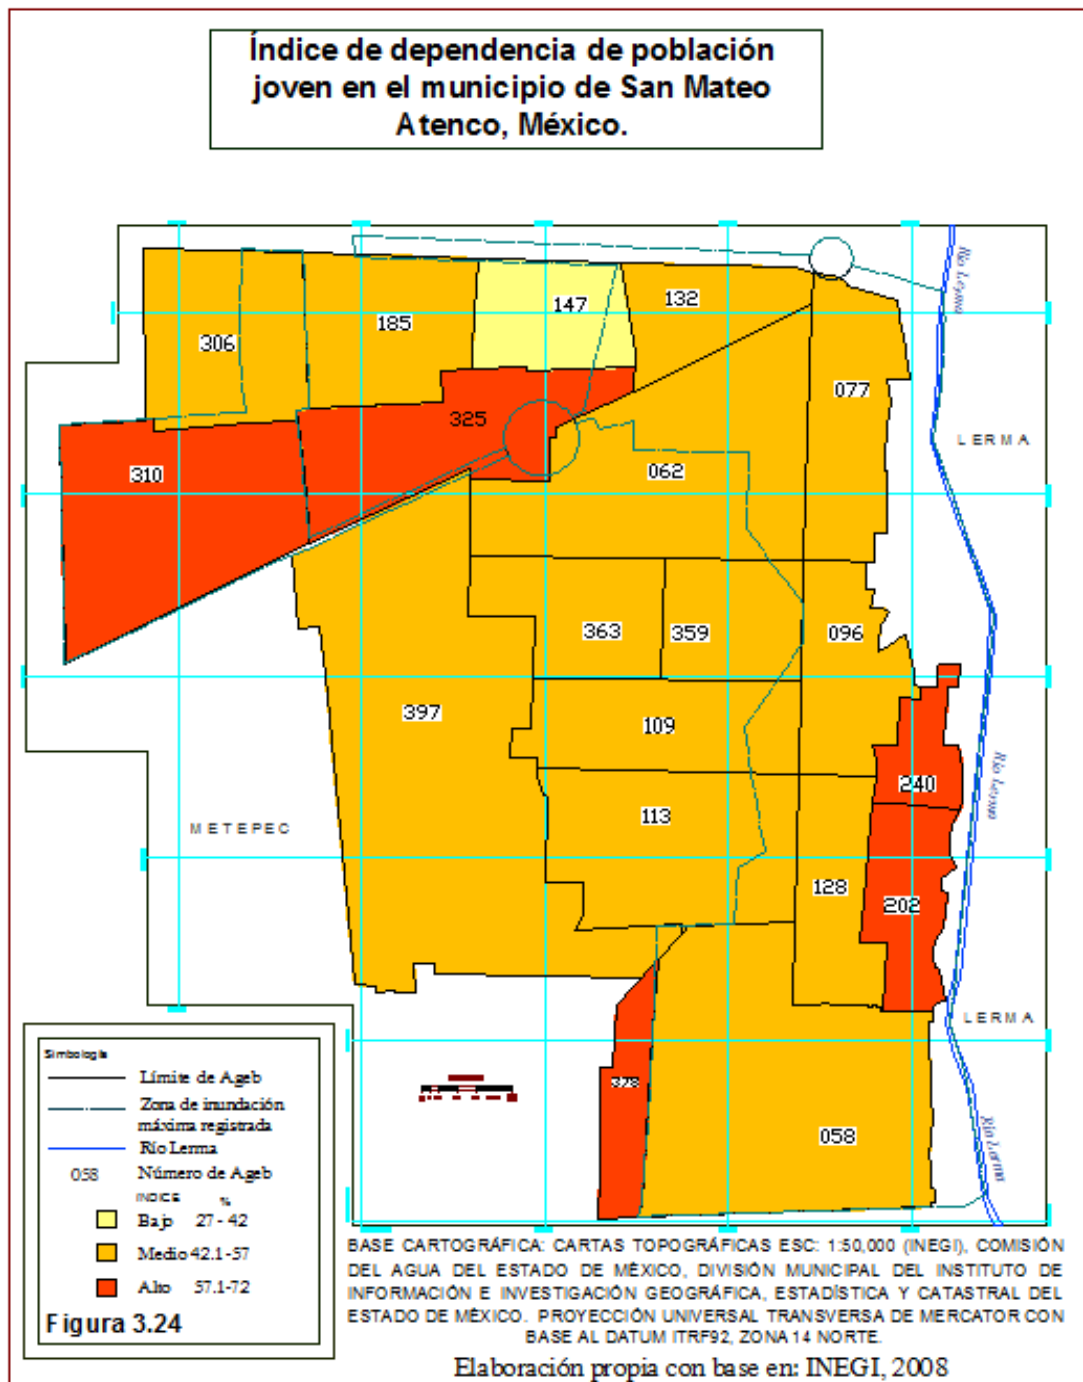 Índice de dependencia de población
joven en el municipio de San Mateo
Atenco, México.
Río Lerma
147
132
306
185
077
325
LERMA
310
062
363
359
096
397
109
Río Lerma
240
113
METEPEC
128
202
LERMA
328
058
Río Lerma
Simbología
Límite de Ageb
Zona de inundación
máxima registrada
Río Lerma
058 Número de Ageb
INDICE %
Bajo 27 - 42
Medio 42.1-57
Alto 57.1-72
Figura 3.24
BASE CARTOGRÁFICA: CARTAS TOPOGRÁFICAS ESC: 1:50,000 (INEGI), COMISIÓN
DEL AGUA DEL ESTADO DE MÉXICO, DIVISIÓN MUNICIPAL DEL INSTITUTO DE
INFORMACIÓN E INVESTIGACIÓN GEOGRÁFICA, ESTADÍSTICA Y CATASTRAL DEL
ESTADO DE MÉXICO. PROYECCIÓN UNIVERSAL TRANSVERSA DE MERCATOR CON
BASE AL DATUM ITRF92, ZONA 14 NORTE.
Elaboración propia con base en: INEGI, 2008